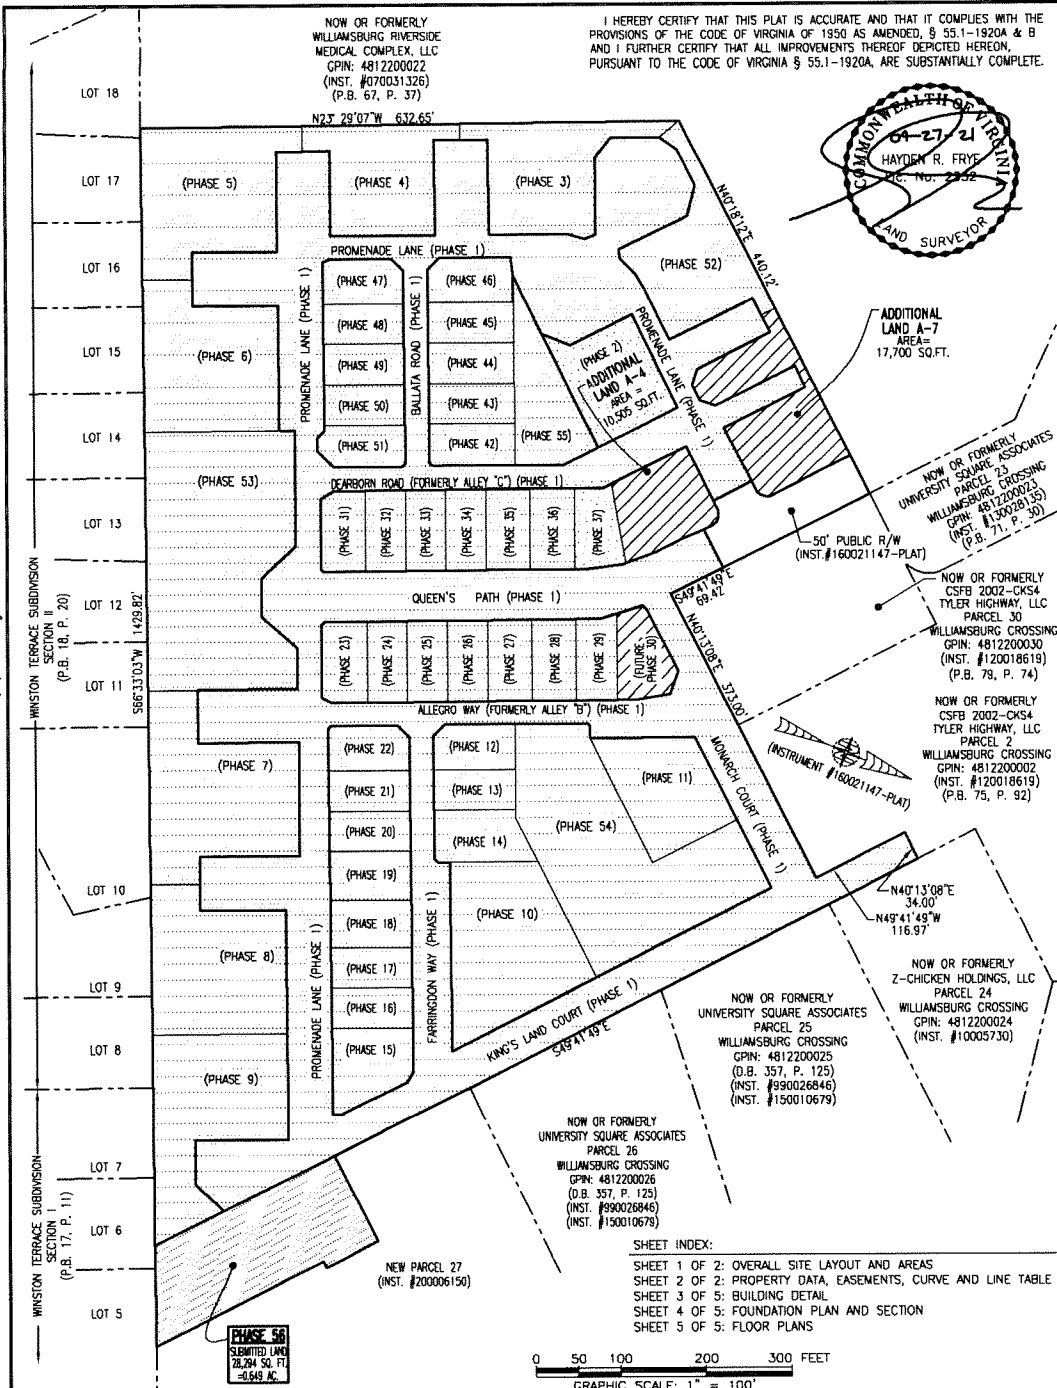 NOW OR FORMERLY
WILLIAMSBURG RIVERSIDE
MEDICAL COMPLEX, LLC
GPIN: 4812200022
(INST. #070031326)
(P.B. 67, P. 37)
I HEREBY CERTIFY THAT THIS PLAT IS ACCURATE AND THAT IT COMPLIES WITH THE
PROVISIONS OF THE CODE OF VIRGINIA OF 1950 AS AMENDED, § 55.1-1920A & B
AND I FURTHER CERTIFY THAT ALL IMPROVEMENTS THEREOF DEPICTED HEREON,
PURSUANT TO THE CODE OF VIRGINIA § 55.1-1920A, ARE SUBSTANTIALLY COMPLETE.
COMMONWEALTH OF VIRGINIA
09-27-21
HAYDEN R. FRYE
Lic. No. 2552
LAND SURVEYOR
N23° 29'07"W 632.65'
N40°18'12"E 440.12'
LOT 18
LOT 17
LOT 16
LOT 15
LOT 14
LOT 13
LOT 12
LOT 11
LOT 10
LOT 9
LOT 8
LOT 7
LOT 6
LOT 5
WINSTON TERRACE SUBDIVISION
SECTION II
(P.B. 18, P. 20)
S66°33'03"W 1429.82'
WINSTON TERRACE SUBDIVISION
SECTION I
(P.B. 17, P. 11)
(PHASE 5)
(PHASE 4)
(PHASE 3)
PROMENADE LANE (PHASE 1)
(PHASE 52)
(PHASE 47)
(PHASE 46)
(PHASE 48)
(PHASE 45)
(PHASE 49)
(PHASE 44)
(PHASE 50)
(PHASE 43)
(PHASE 51)
(PHASE 42)
(PHASE 55)
(PHASE 6)
PROMENADE LANE (PHASE 1)
BALLATA ROAD (PHASE 1)
(PHASE 2)
ADDITIONAL
LAND A-4
AREA =
10,505 SQ.FT.
PROMENADE LANE (PHASE 1)
ADDITIONAL
LAND A-7
AREA=
17,700 SQ.FT.
(PHASE 53)
DEARBORN ROAD (FORMERLY ALLEY "C") (PHASE 1)
(PHASE 31)
(PHASE 32)
(PHASE 33)
(PHASE 34)
(PHASE 35)
(PHASE 36)
(PHASE 37)
50' PUBLIC R/W
(INST.#160021147-PLAT)
NOW OR FORMERLY
UNIVERSITY SQUARE ASSOCIATES
PARCEL 23
WILLIAMSBURG CROSSING
GPIN: 4812200023
(INST. #130028135)
(P.B. 71, P. 30)
QUEEN'S PATH (PHASE 1)
S49°41'49"E
69.42'
N40°13'08"E 373.00'
NOW OR FORMERLY
CSFB 2002-CKS4
TYLER HIGHWAY, LLC
PARCEL 30
WILLIAMSBURG CROSSING
GPIN: 4812200030
(INST. #120018619)
(P.B. 79, P. 74)
(PHASE 23)
(PHASE 24)
(PHASE 25)
(PHASE 26)
(PHASE 27)
(PHASE 28)
(PHASE 29)
(FUTURE
PHASE 30)
ALLEGRO WAY (FORMERLY ALLEY "B") (PHASE 1)
NOW OR FORMERLY
CSFB 2002-CKS4
TYLER HIGHWAY, LLC
PARCEL 2
WILLIAMSBURG CROSSING
GPIN: 4812200002
(INST. #120018619)
(P.B. 75, P. 92)
(INSTRUMENT #160021147-PLAT)
(PHASE 7)
(PHASE 22)
(PHASE 12)
(PHASE 21)
(PHASE 13)
(PHASE 20)
(PHASE 14)
(PHASE 19)
(PHASE 18)
(PHASE 17)
(PHASE 16)
(PHASE 15)
(PHASE 11)
(PHASE 54)
(PHASE 10)
MONARCH COURT (PHASE 1)
(PHASE 8)
(PHASE 9)
PROMENADE LANE (PHASE 1)
FARRINGDON WAY (PHASE 1)
KING'S LAND COURT (PHASE 1)
S49°41'49"E
N40°13'08"E
34.00'
N49°41'49"W
116.97'
NOW OR FORMERLY
Z-CHICKEN HOLDINGS, LLC
PARCEL 24
WILLIAMSBURG CROSSING
GPIN: 4812200024
(INST. #10005730)
NOW OR FORMERLY
UNIVERSITY SQUARE ASSOCIATES
PARCEL 25
WILLIAMSBURG CROSSING
GPIN: 4812200025
(D.B. 357, P. 125)
(INST. #990026846)
(INST. #150010679)
NOW OR FORMERLY
UNIVERSITY SQUARE ASSOCIATES
PARCEL 26
WILLIAMSBURG CROSSING
GPIN: 4812200026
(D.B. 357, P. 125)
(INST. #990026846)
(INST. #150010679)
NEW PARCEL 27
(INST. #200006150)
PHASE 56
SUBMITTED LAND
28,294 SQ. FT.
=0.649 AC.
SHEET INDEX:
SHEET 1 OF 2: OVERALL SITE LAYOUT AND AREAS
SHEET 2 OF 2: PROPERTY DATA, EASEMENTS, CURVE AND LINE TABLE
SHEET 3 OF 5: BUILDING DETAIL
SHEET 4 OF 5: FOUNDATION PLAN AND SECTION
SHEET 5 OF 5: FLOOR PLANS
0 50 100 200 300 FEET
GRAPHIC SCALE: 1" = 100'